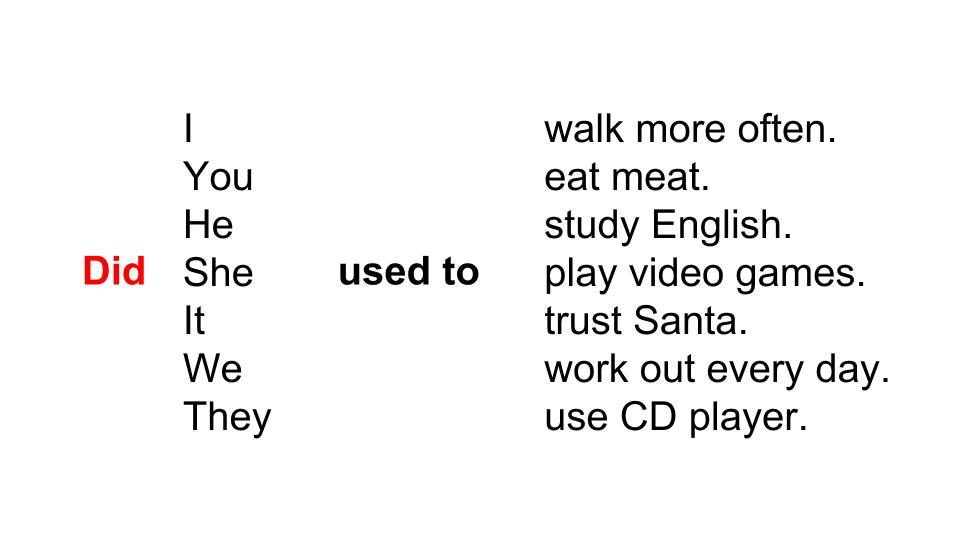 I walk more often.
You eat meat.
He study English.
Did She used to play video games.
It trust Santa.
We work out every day.
They use CD player.